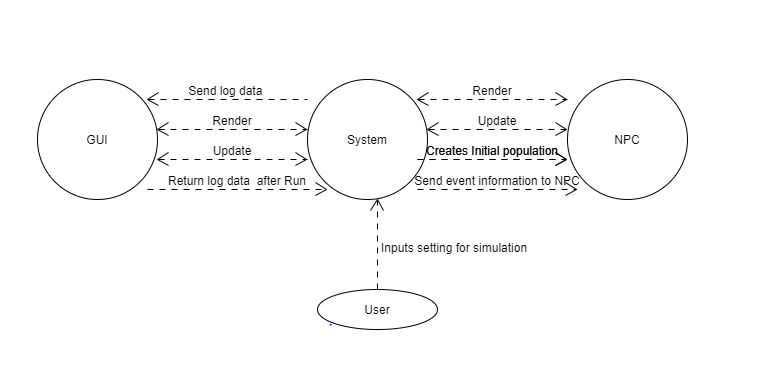 Send log data
Render
Render
Update
GUI
System
NPC
Update
Creates Initial population
Return log data after Run
Send event information to NPC
Inputs setting for simulation
User